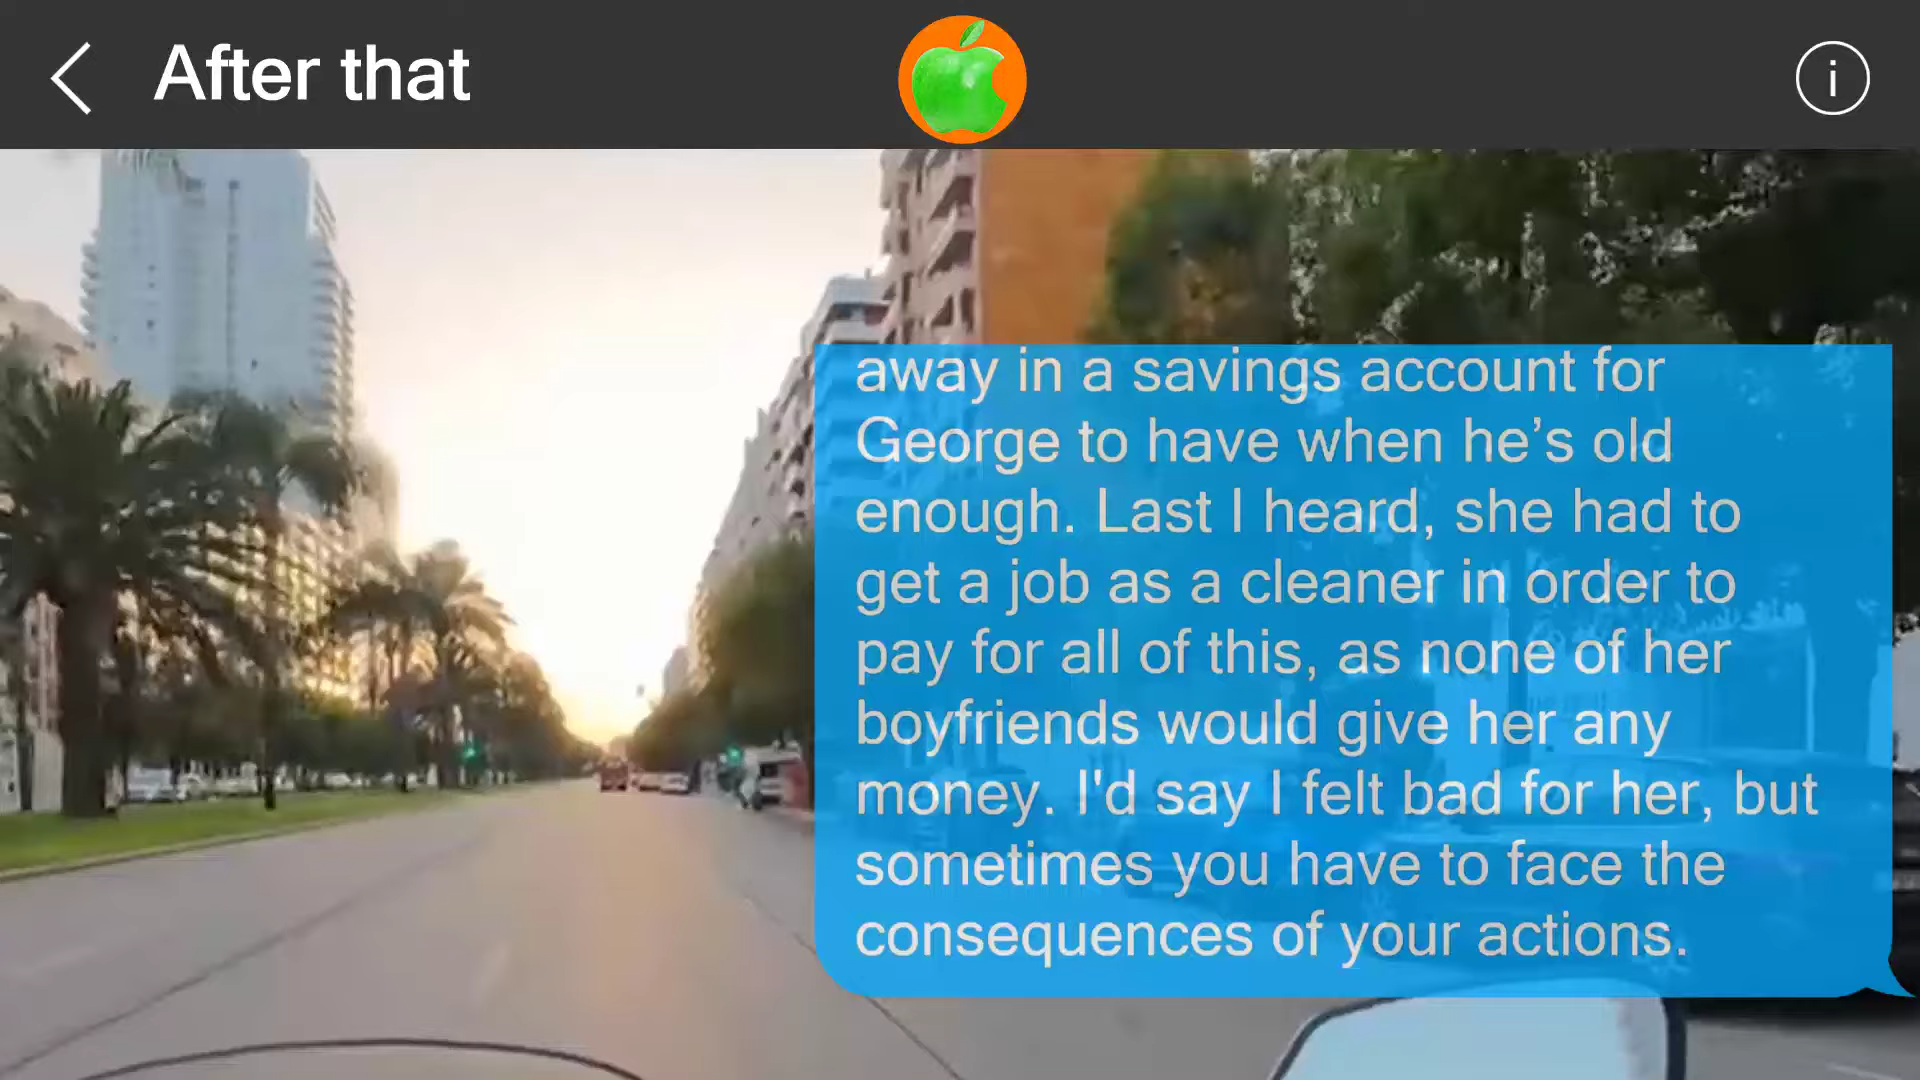 After that
away in a savings account for
George to have when he’s old
enough. Last I heard, she had to
get a job as a cleaner in order to
pay for all of this, as none of her
boyfriends would give her any
money. I'd say I felt bad for her, but
sometimes you have to face the
consequences of your actions.